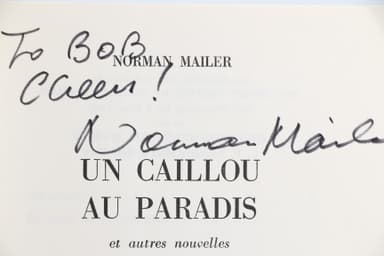 To BOB
NORMAN MAILER
Cheers!
Norman Mailer
UN CAILLOU
AU PARADIS
et autres nouvelles